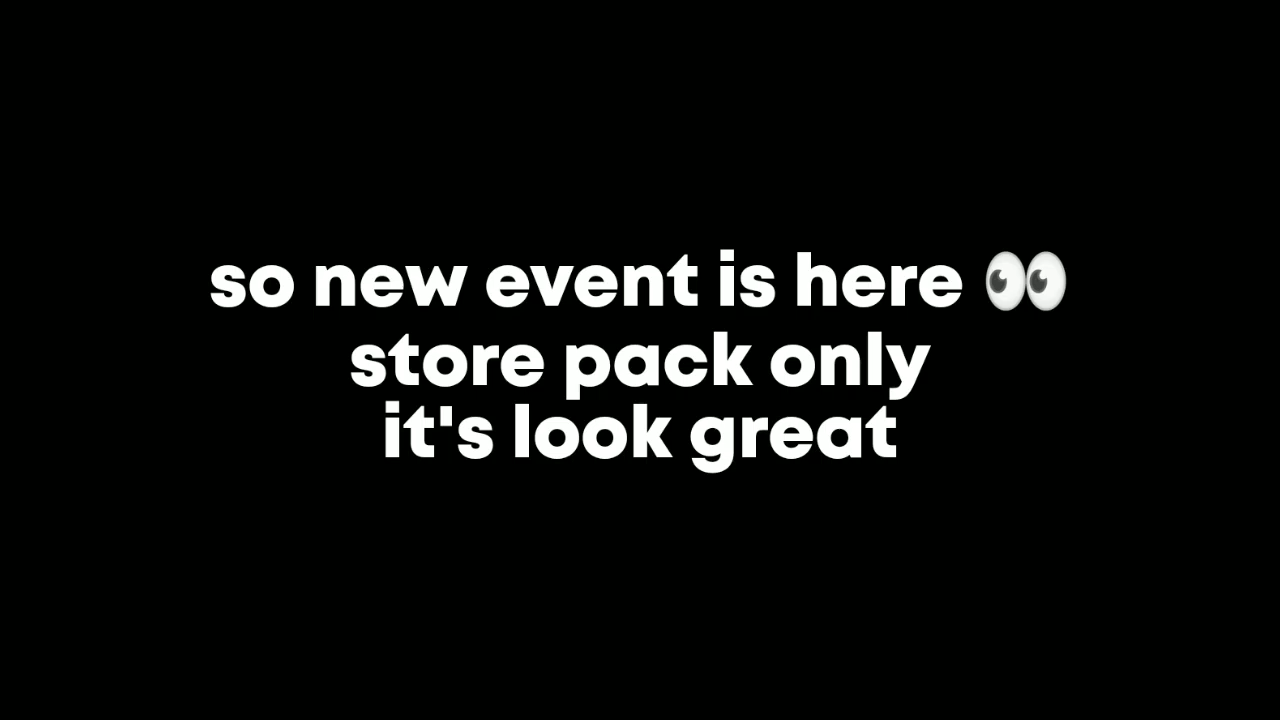 so new event is here 👀
store pack only
it's look great